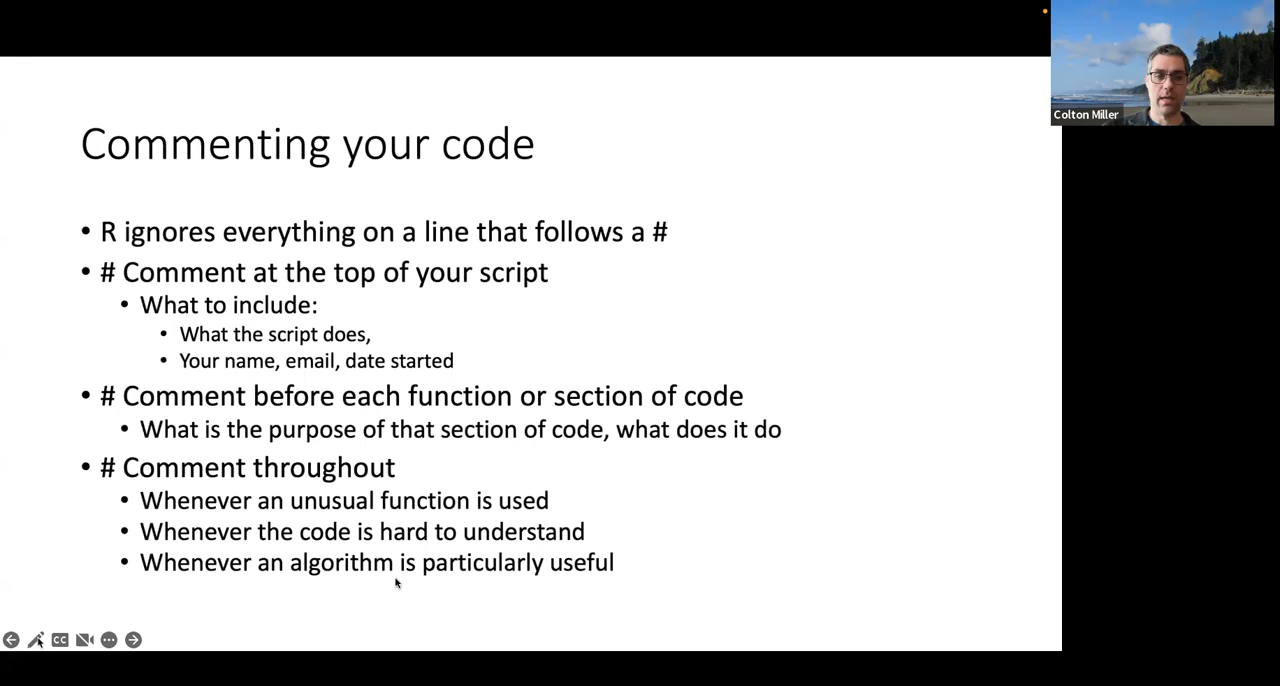 Commenting your code
• R ignores everything on a line that follows a #
• # Comment at the top of your script
• What to include:
• What the script does,
• Your name, email, date started
• # Comment before each function or section of code
• What is the purpose of that section of code, what does it do
• # Comment throughout
• Whenever an unusual function is used
• Whenever the code is hard to understand
• Whenever an algorithm is particularly useful
CC
Colton Miller